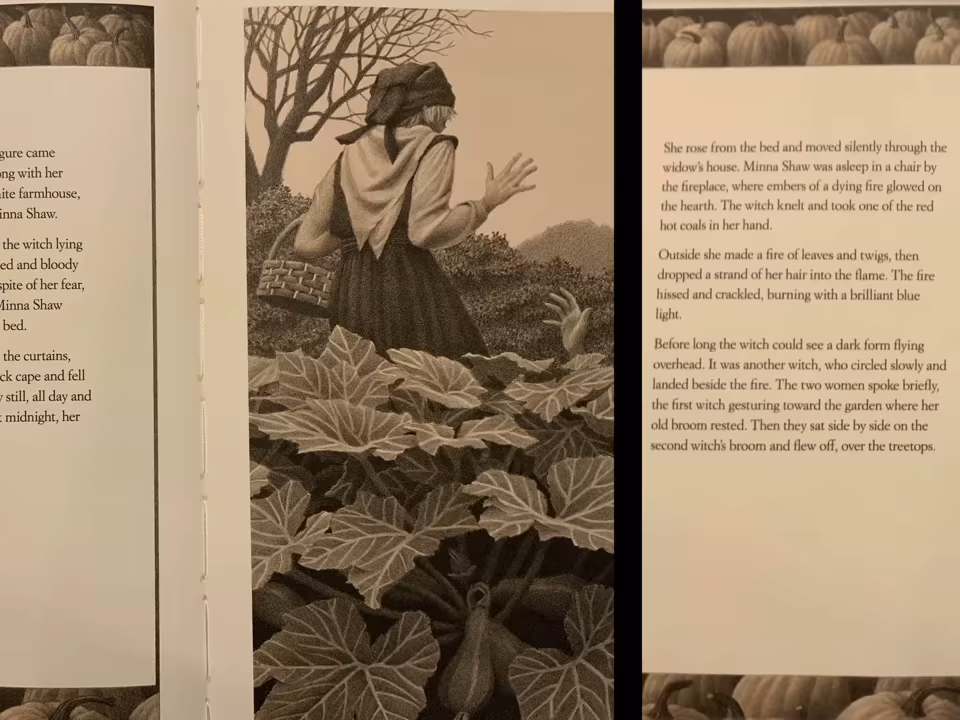 gure came
ong with her
ite farmhouse,
inna Shaw.
the witch lying
ed and bloody
spite of her fear,
Minna Shaw
bed.
the curtains,
ck cape and fell
y still, all day and
t midnight, her
She rose from the bed and moved silently through the
widow's house. Minna Shaw was asleep in a chair by
the fireplace, where embers of a dying fire glowed on
the hearth. The witch knelt and took one of the red
hot coals in her hand.
Outside she made a fire of leaves and twigs, then
dropped a strand of her hair into the flame. The fire
hissed and crackled, burning with a brilliant blue
light.
Before long the witch could see a dark form flying
overhead. It was another witch, who circled slowly and
landed beside the fire. The two women spoke briefly,
the first witch gesturing toward the garden where her
old broom rested. Then they sat side by side on the
second witch's broom and flew off, over the treetops.